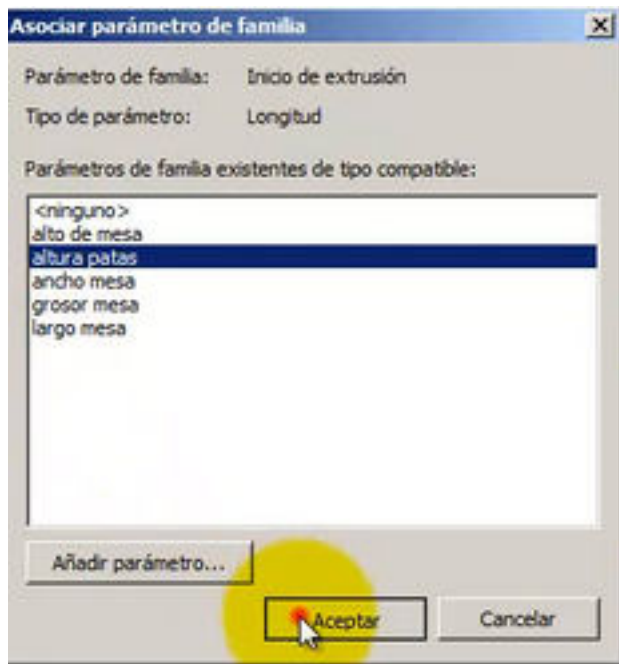 Asociar parámetro de familia
Parámetro de familia: Inicio de extrusión
Tipo de parámetro: Longitud
Parámetros de familia existentes de tipo compatible:
<ninguno>
alto de mesa
altura patas
ancho mesa
grosor mesa
largo mesa
Añadir parámetro...
Aceptar Cancelar